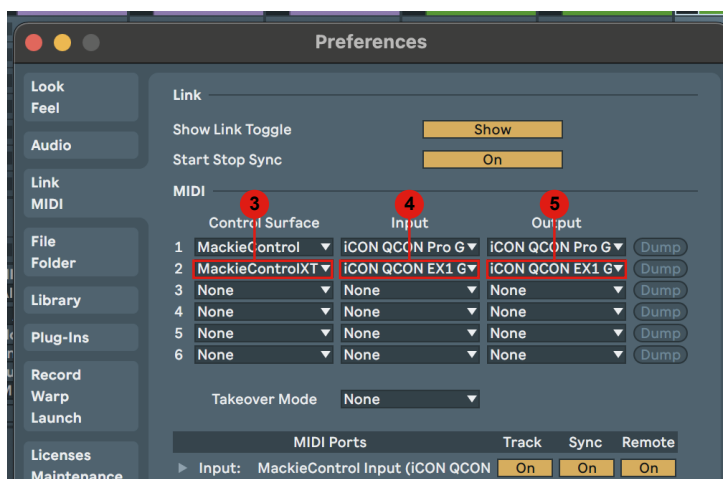 Preferences
Look
Feel
Audio
Link
MIDI
File
Folder
Library
Plug-Ins
Record
Warp
Launch
Licenses
Maintenance
Link
Show Link Toggle Show
Start Stop Sync On
MIDI
3 4 5
Control Surface Input Output
1 MackieControl iCON QCON Pro G iCON QCON Pro G Dump
2 MackieControlXT iCON QCON EX1 G iCON QCON EX1 G Dump
3 None None None Dump
4 None None None Dump
5 None None None Dump
6 None None None Dump
Takeover Mode None
MIDI Ports Track Sync Remote
Input: MackieControl Input (iCON QCON On On On